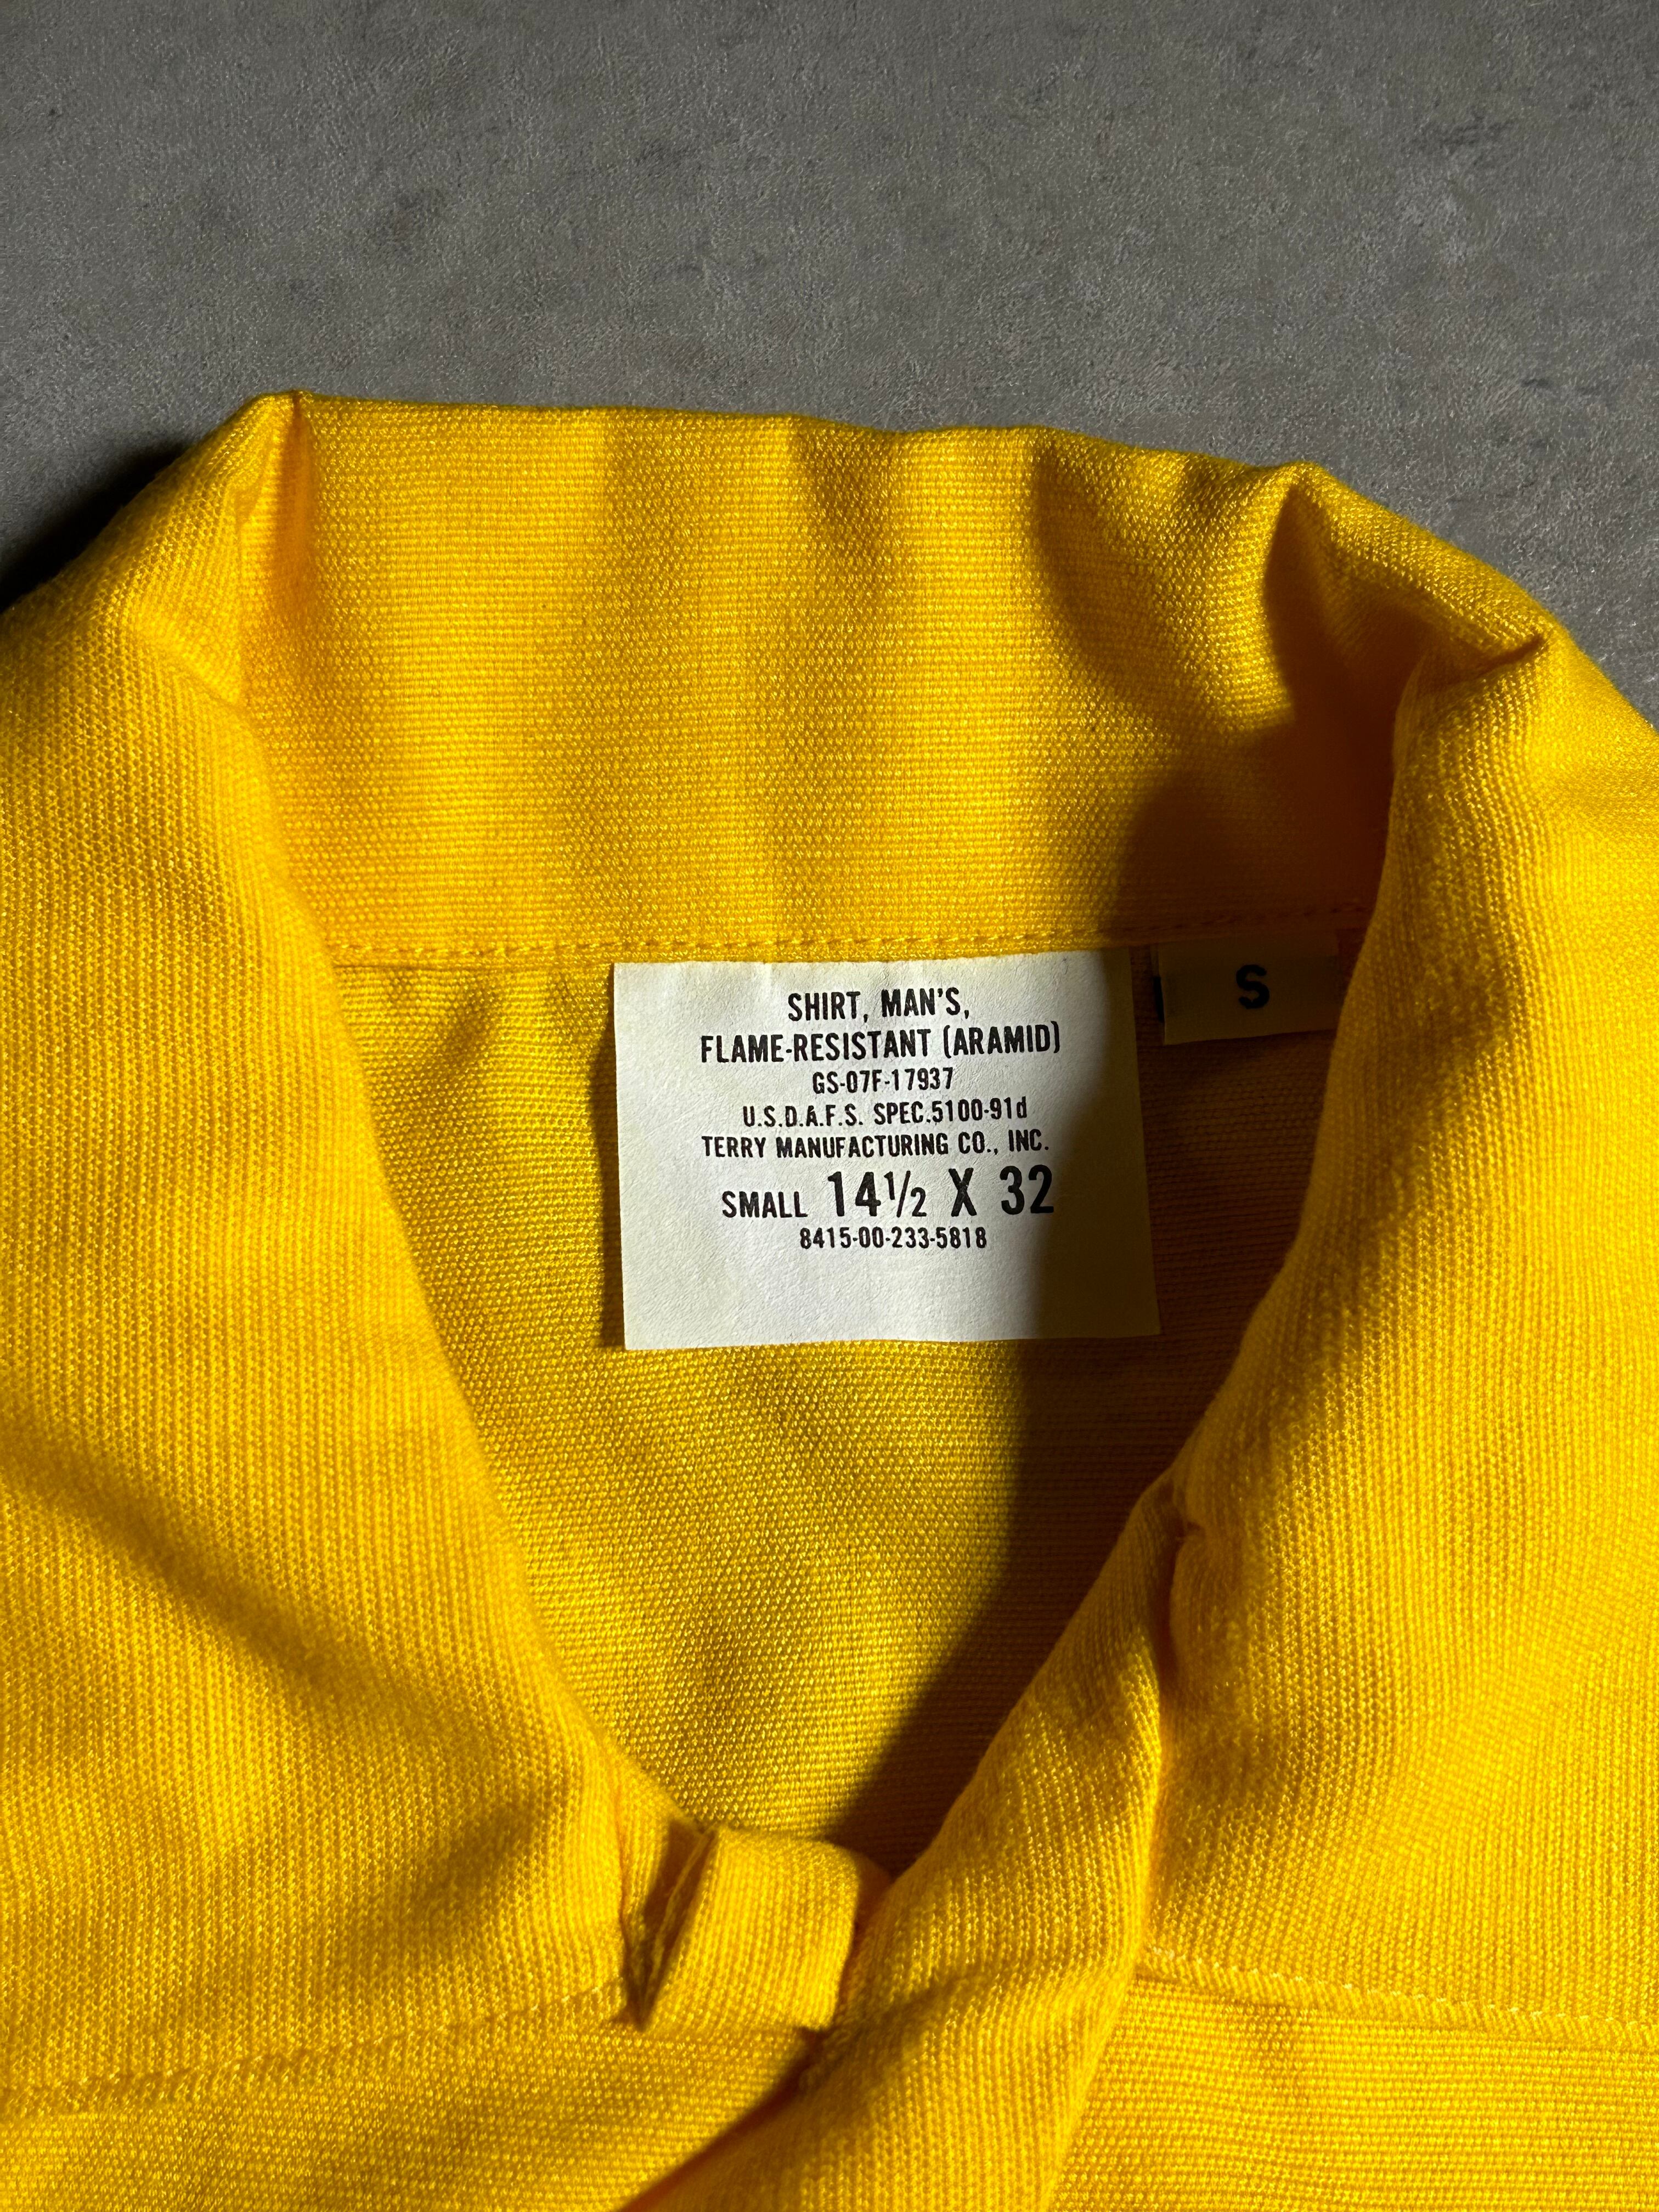 SHIRT, MAN'S,
FLAME-RESISTANT (ARAMID)
GS-07F-17937
U.S.D.A.F.S. SPEC.5100-91d
TERRY MANUFACTURING CO., INC.
SMALL 14½ X 32
8415-00-233-5818
S